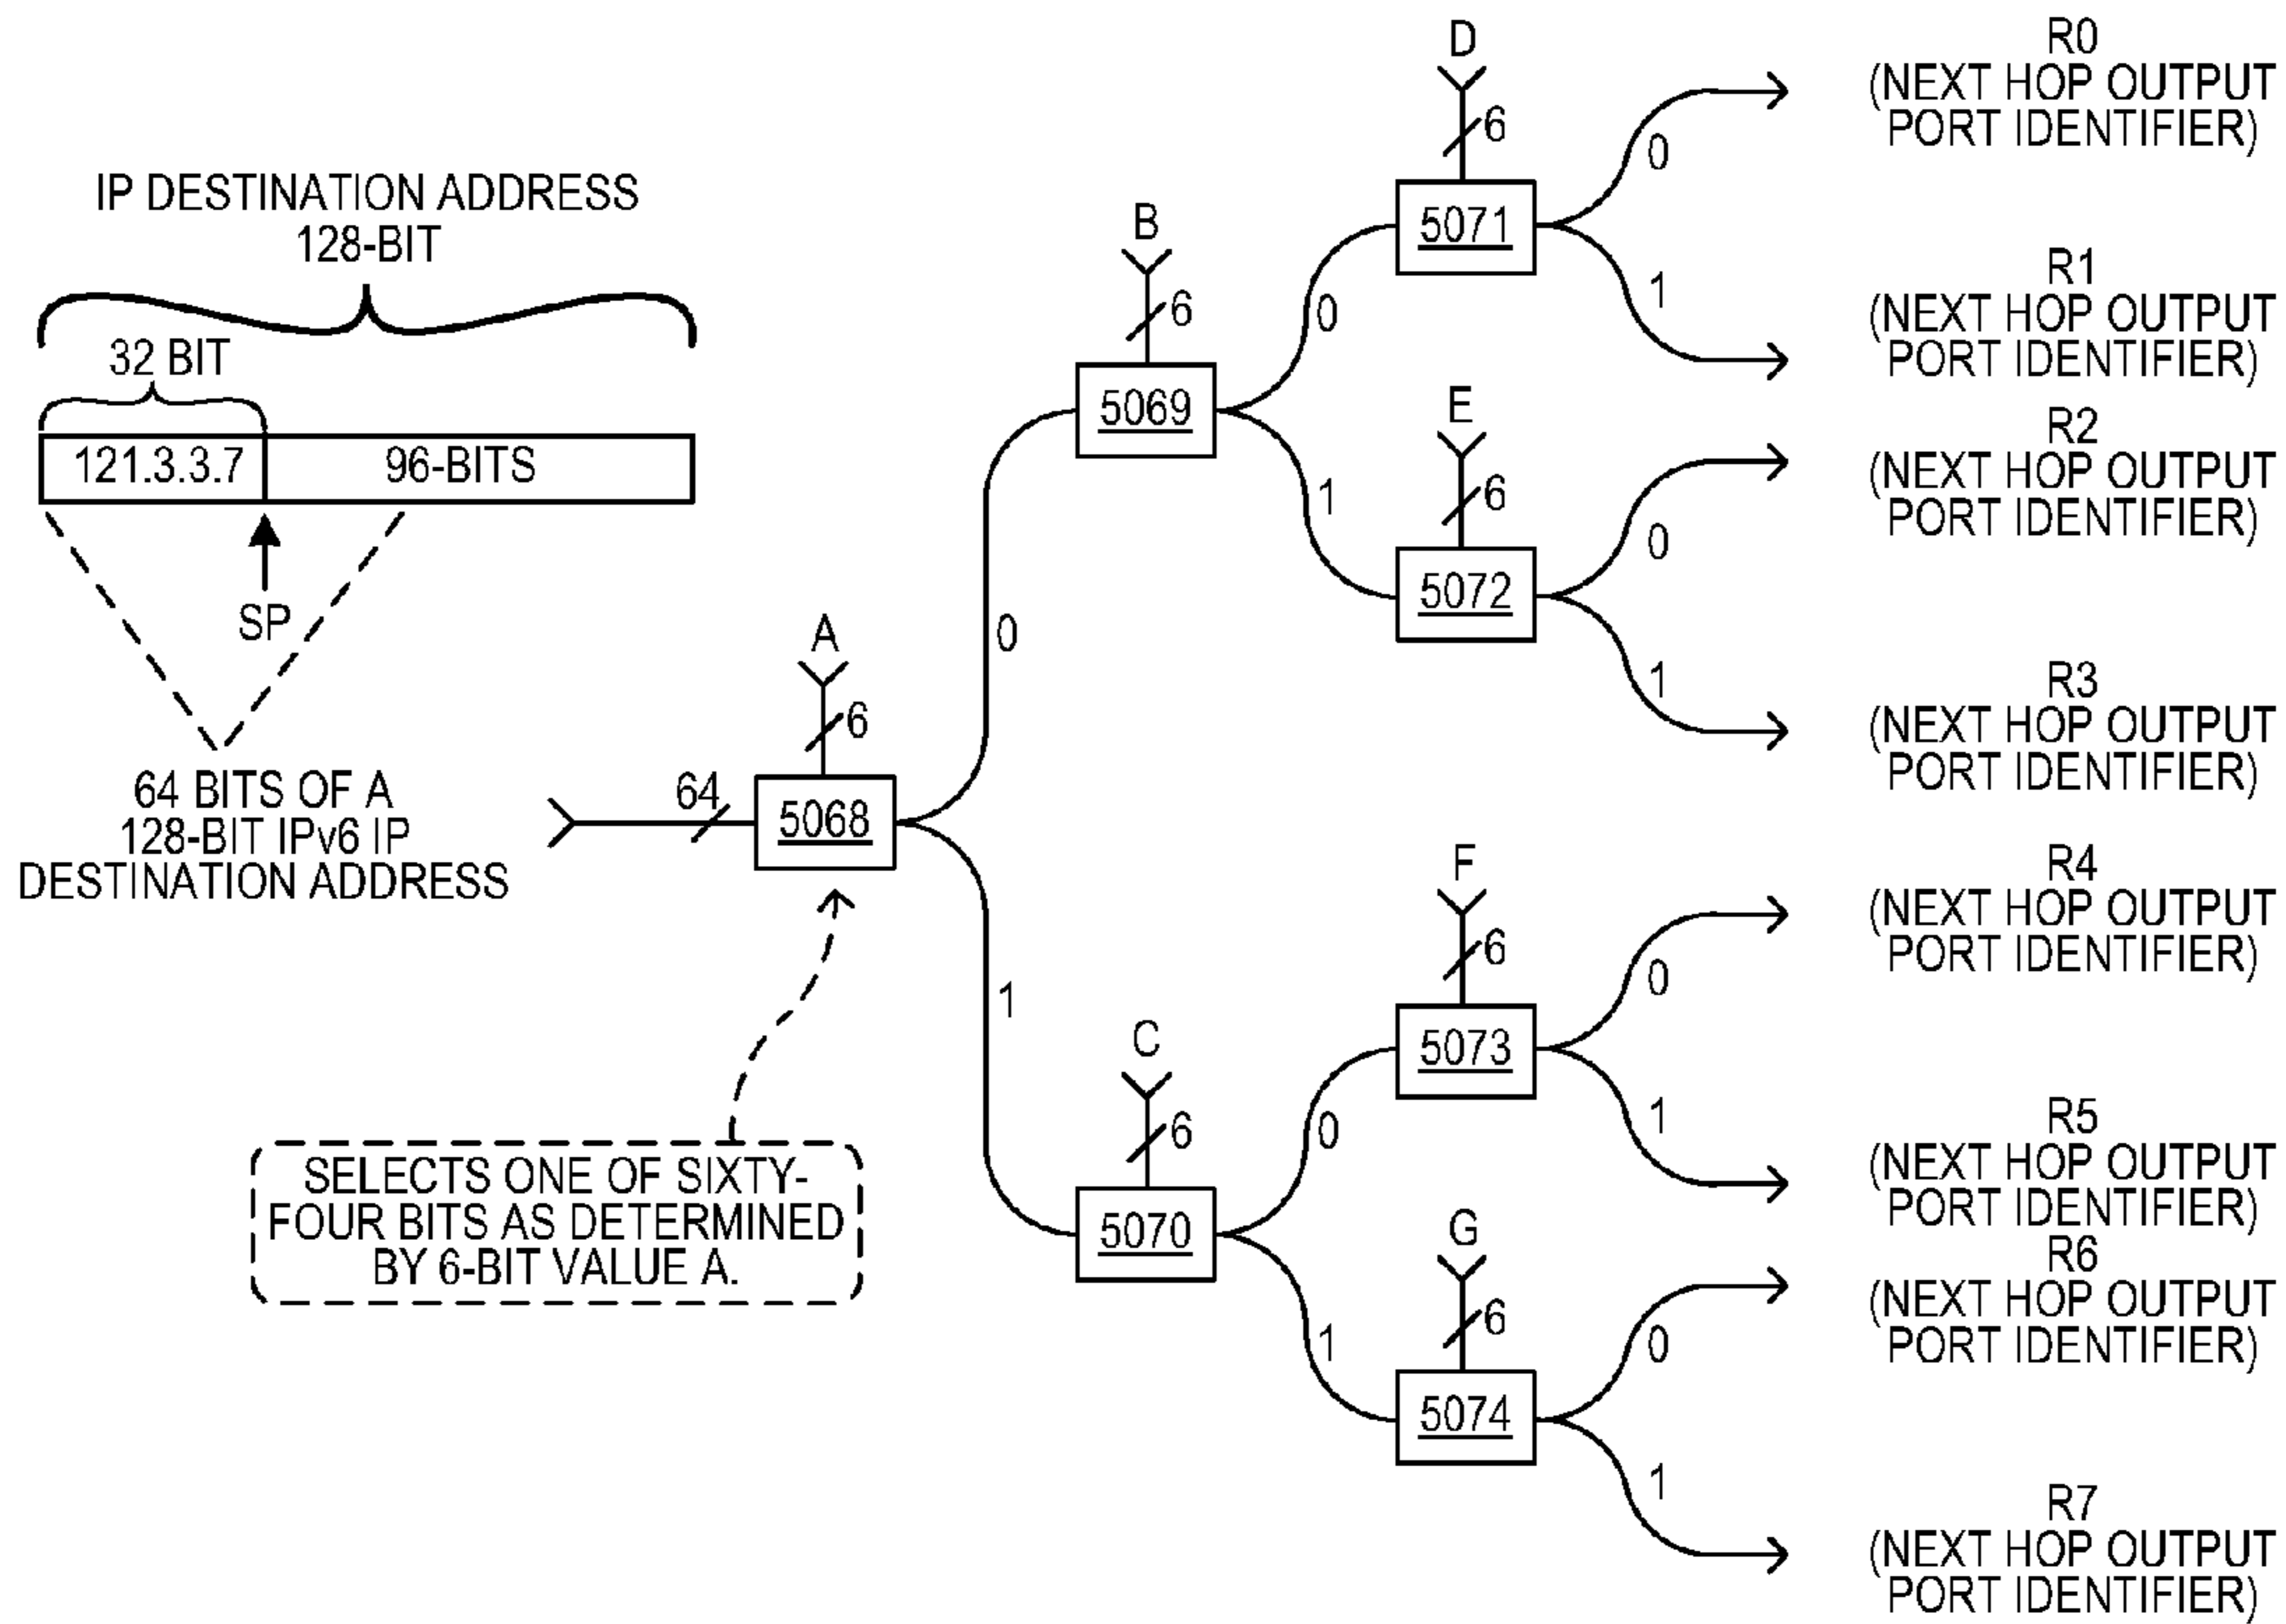 IP DESTINATION ADDRESS
128-BIT
32 BIT
121.3.3.7
96-BITS
SP
64 BITS OF A
128-BIT IPv6 IP
DESTINATION ADDRESS
64
A
6
5068
SELECTS ONE OF SIXTY-
FOUR BITS AS DETERMINED
BY 6-BIT VALUE A.
0
1
B
6
5069
0
1
C
6
5070
0
1
D
6
5071
0
1
E
6
5072
0
1
F
6
5073
0
1
G
6
5074
0
1
R0
(NEXT HOP OUTPUT
PORT IDENTIFIER)
R1
(NEXT HOP OUTPUT
PORT IDENTIFIER)
R2
(NEXT HOP OUTPUT
PORT IDENTIFIER)
R3
(NEXT HOP OUTPUT
PORT IDENTIFIER)
R4
(NEXT HOP OUTPUT
PORT IDENTIFIER)
R5
(NEXT HOP OUTPUT
PORT IDENTIFIER)
R6
(NEXT HOP OUTPUT
PORT IDENTIFIER)
R7
(NEXT HOP OUTPUT
PORT IDENTIFIER)